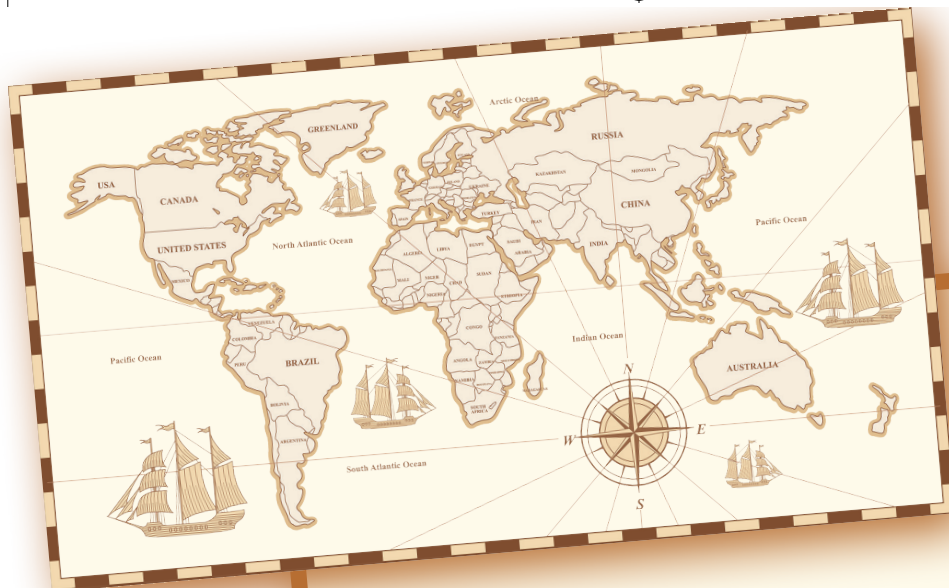 Arctic Ocean
GREENLAND
RUSSIA
USA
CANADA
KAZAKHSTAN
MONGOLIA
UKRAINE
CHINA
TURKEY
IRAN
Pacific Ocean
North Atlantic Ocean
UNITED STATES
MEXICO
ALGERIA
LIBYA
EGYPT
SAUDI
ARABIA
INDIA
MALI
NIGER
CHAD
SUDAN
NIGERIA
ETHIOPIA
VENEZUELA
COLOMBIA
CONGO
Indian Ocean
Pacific Ocean
PERU
BRAZIL
ANGOLA
NAMIBIA
AUSTRALIA
BOLIVIA
SOUTH
AFRICA
ARGENTINA
N
W
E
S
South Atlantic Ocean